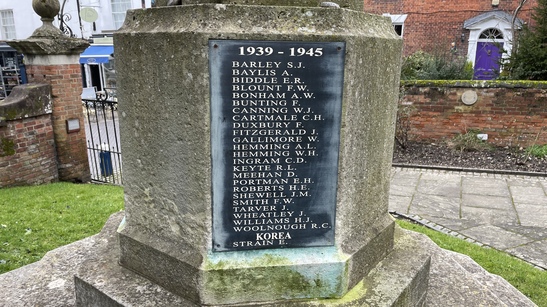 1939 - 1945
BARLEY S.J.
BAYLIS A.
BIDDLE E.R.
BLOUNT F.W.
BONHAM A.W.
BUNTING F.
CANNING W.J.
CARTMALE C.H.
DUXBURY F.
FITZGERALD J.
GALLIMORE W.
HEMMING A.L.
HEMMING W.H.
INGRAM C.D.
KEYTE R.L.
MEEHAN D.
PORTMAN E.H.
ROBERTS H.E.
SHEWELL J.M.
SMITH F.W.
TARVER J.
WHEATLEY J.
WILLIAMS H.J.
WOOLNOUGH R.C.
KOREA
STRAIN E.